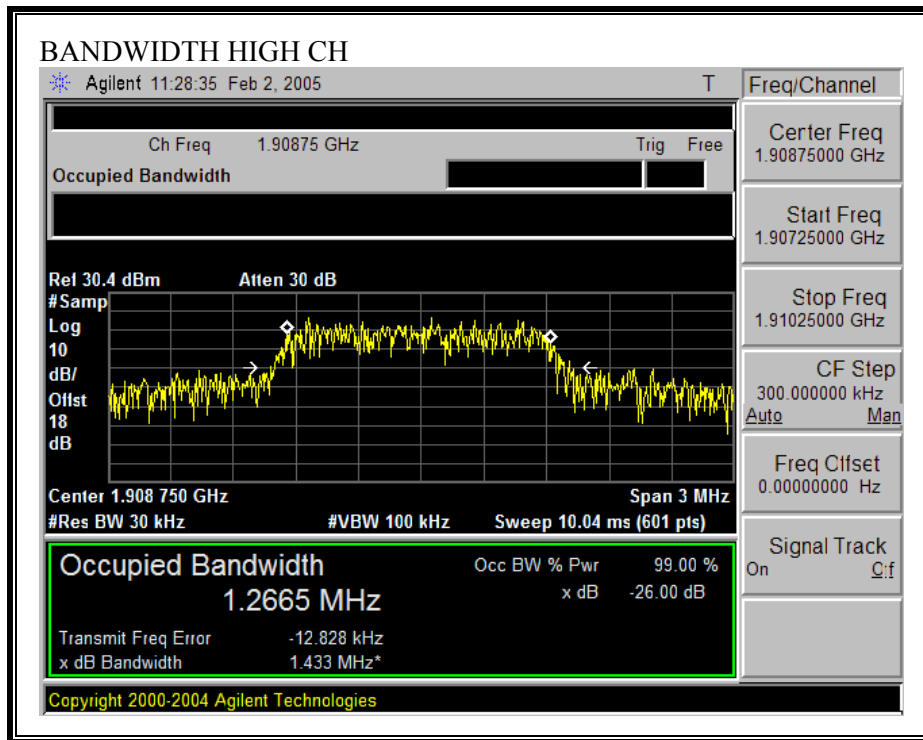 BANDWIDTH HIGH CH
Agilent 11:28:35 Feb 2, 2005 T
Freq/Channel
Ch Freq 1.90875 GHz Trig Free
Occupied Bandwidth
Center Freq
1.90875000 GHz
Start Freq
1.90725000 GHz
Stop Freq
1.91025000 GHz
CF Step
300.000000 kHz
Auto Man
Freq Offset
0.00000000 Hz
Signal Track
On Off
Ref 30.4 dBm Atten 30 dB
#Samp
Log
10
dB/
Offst
18
dB
Center 1.908 750 GHz Span 3 MHz
#Res BW 30 kHz #VBW 100 kHz Sweep 10.04 ms (601 pts)
Occupied Bandwidth
1.2665 MHz
Occ BW % Pwr 99.00 %
x dB -26.00 dB
Transmit Freq Error -12.828 kHz
x dB Bandwidth 1.433 MHz*
Copyright 2000-2004 Agilent Technologies